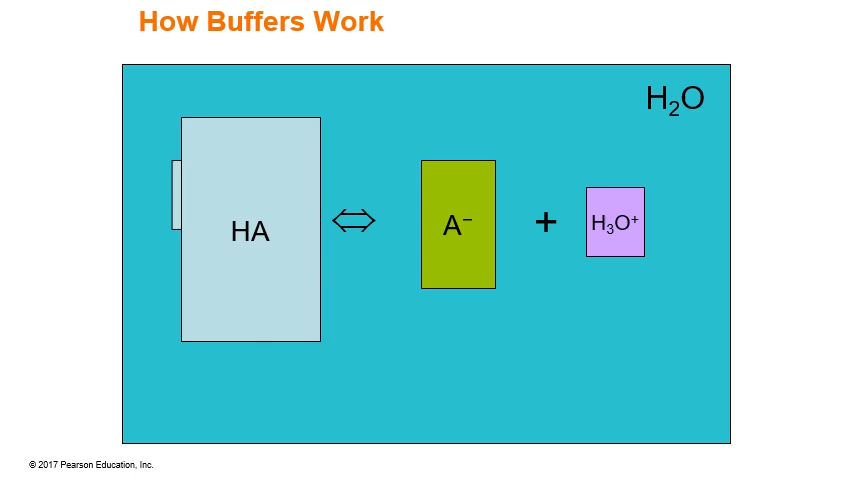 How Buffers Work
H₂O
HA ⇔ A⁻ + H₃O⁺
© 2017 Pearson Education, Inc.